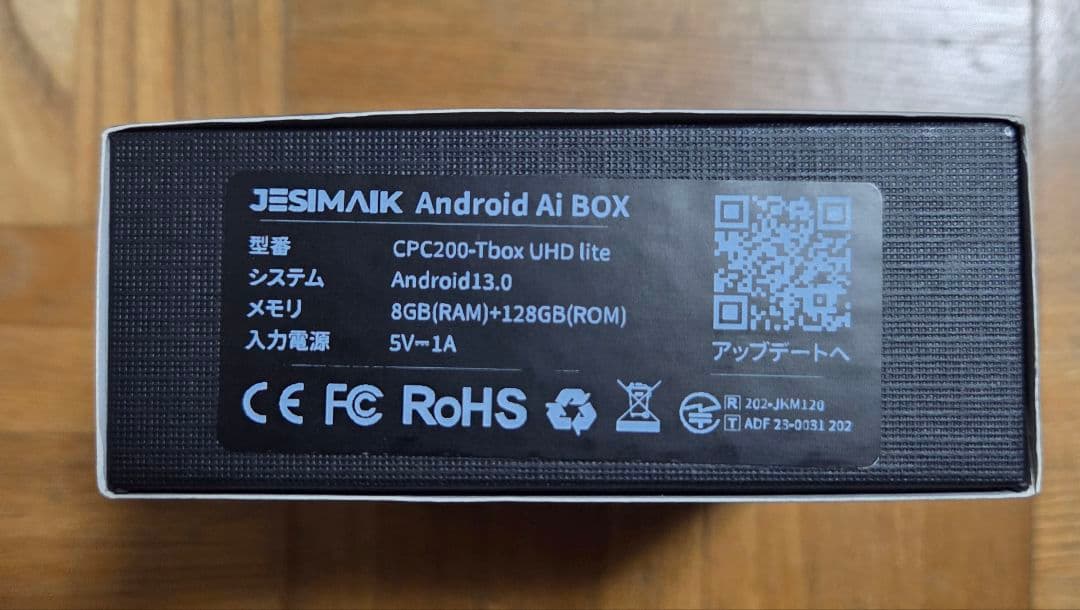 JESIMAIK Android Ai BOX
型番 CPC200-Tbox UHD lite
システム Android13.0
メモリ 8GB(RAM)+128GB(ROM)
入力電源 5V⎓1A
アップデートへ
CE FC RoHS
R 202-JKM120
T ADF 23-0031 202